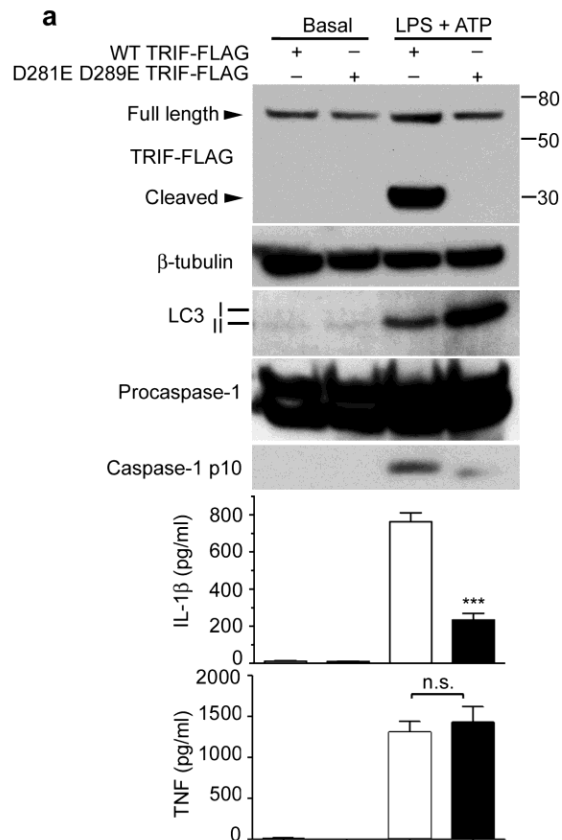 a
Basal LPS + ATP
WT TRIF-FLAG + – + –
D281E D289E TRIF-FLAG – + – +
Full length ► –80
–50
TRIF-FLAG
Cleaved ► –30
β-tubulin
LC3 I
II
Procaspase-1
Caspase-1 p10
IL-1β (pg/ml)
800
600
400
200
0
***
TNF (pg/ml)
2000
1500
1000
500
0
n.s.